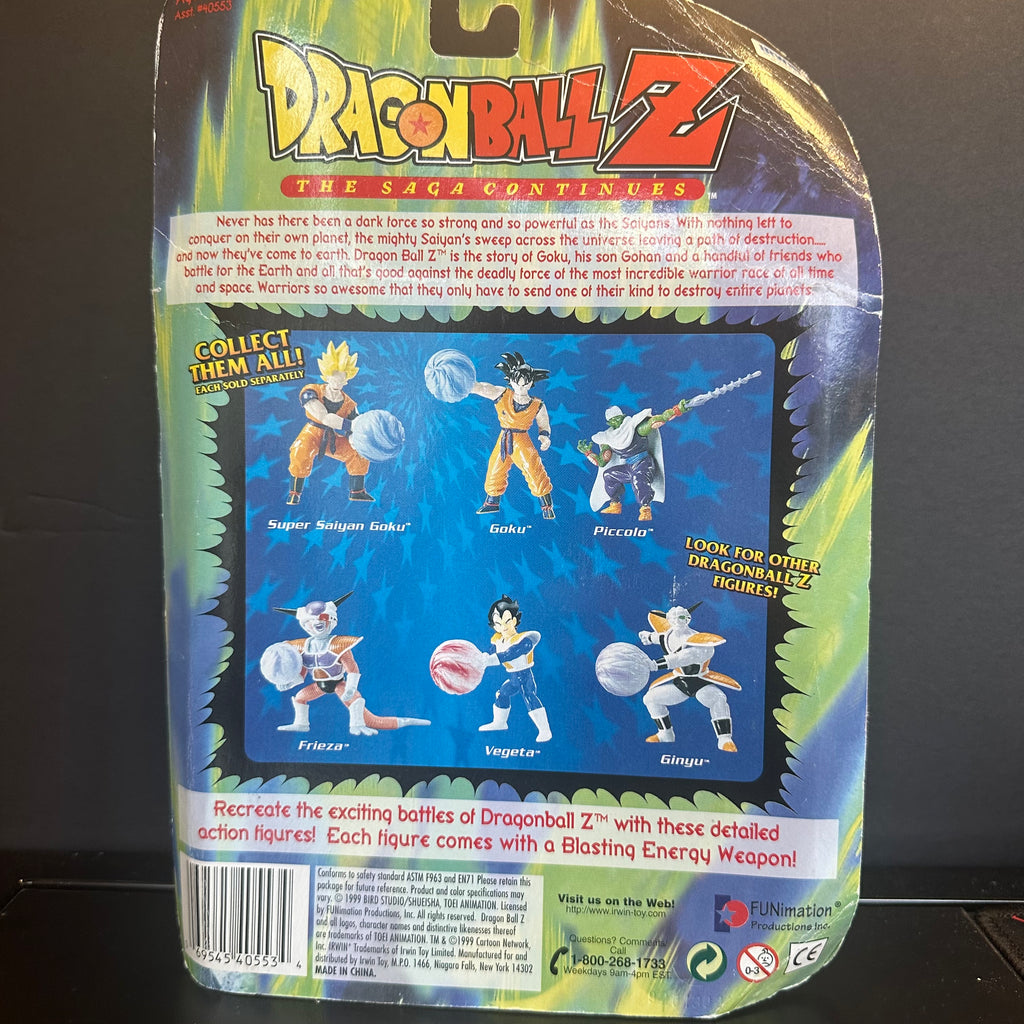 Asst. #40553
DRAGONBALL Z
THE SAGA CONTINUES ™
Never has there been a dark force so strong and so powerful as the Saiyans. With nothing left to
conquer on their own planet, the mighty Saiyan's sweep across the universe leaving a path of destruction.....
and now they've come to earth. Dragon Ball Z™ is the story of Goku, his son Gohan and a handful of friends who
battle for the Earth and all that's good against the deadly force of the most incredible warrior race of all time
and space. Warriors so awesome that they only have to send one of their kind to destroy entire planets
COLLECT
THEM ALL!
EACH SOLD SEPARATELY
Super Saiyan Goku™
Goku™
Piccolo™
LOOK FOR OTHER
DRAGONBALL Z
FIGURES!
Frieza™
Vegeta™
Ginyu™
Recreate the exciting battles of Dragonball Z™ with these detailed
action figures! Each figure comes with a Blasting Energy Weapon!
69545 40553 4
Conforms to safety standard ASTM F963 and EN71 Please retain this
package for future reference. Product and color specifications may
vary. © 1999 BIRD STUDIO/SHUEISHA, TOEI ANIMATION. Licensed
by FUNimation Productions, Inc. All rights reserved. Dragon Ball Z
and all logos, character names and distinctive likenesses thereof
are trademarks of TOEI ANIMATION. TM & ©1999 Cartoon Network,
Inc. IRWIN® Trademarks of Irwin Toy Limited. Manufactured for and
distributed by Irwin Toy, M.P.O. 1466, Niagara Falls, New York 14302
MADE IN CHINA.
Visit us on the Web!
http://www.irwin-toy.com
Questions? Comments
Call
1-800-268-1733
Weekdays 9am-4pm EST
FUNimation®
Productions Inc.
0-3
CE